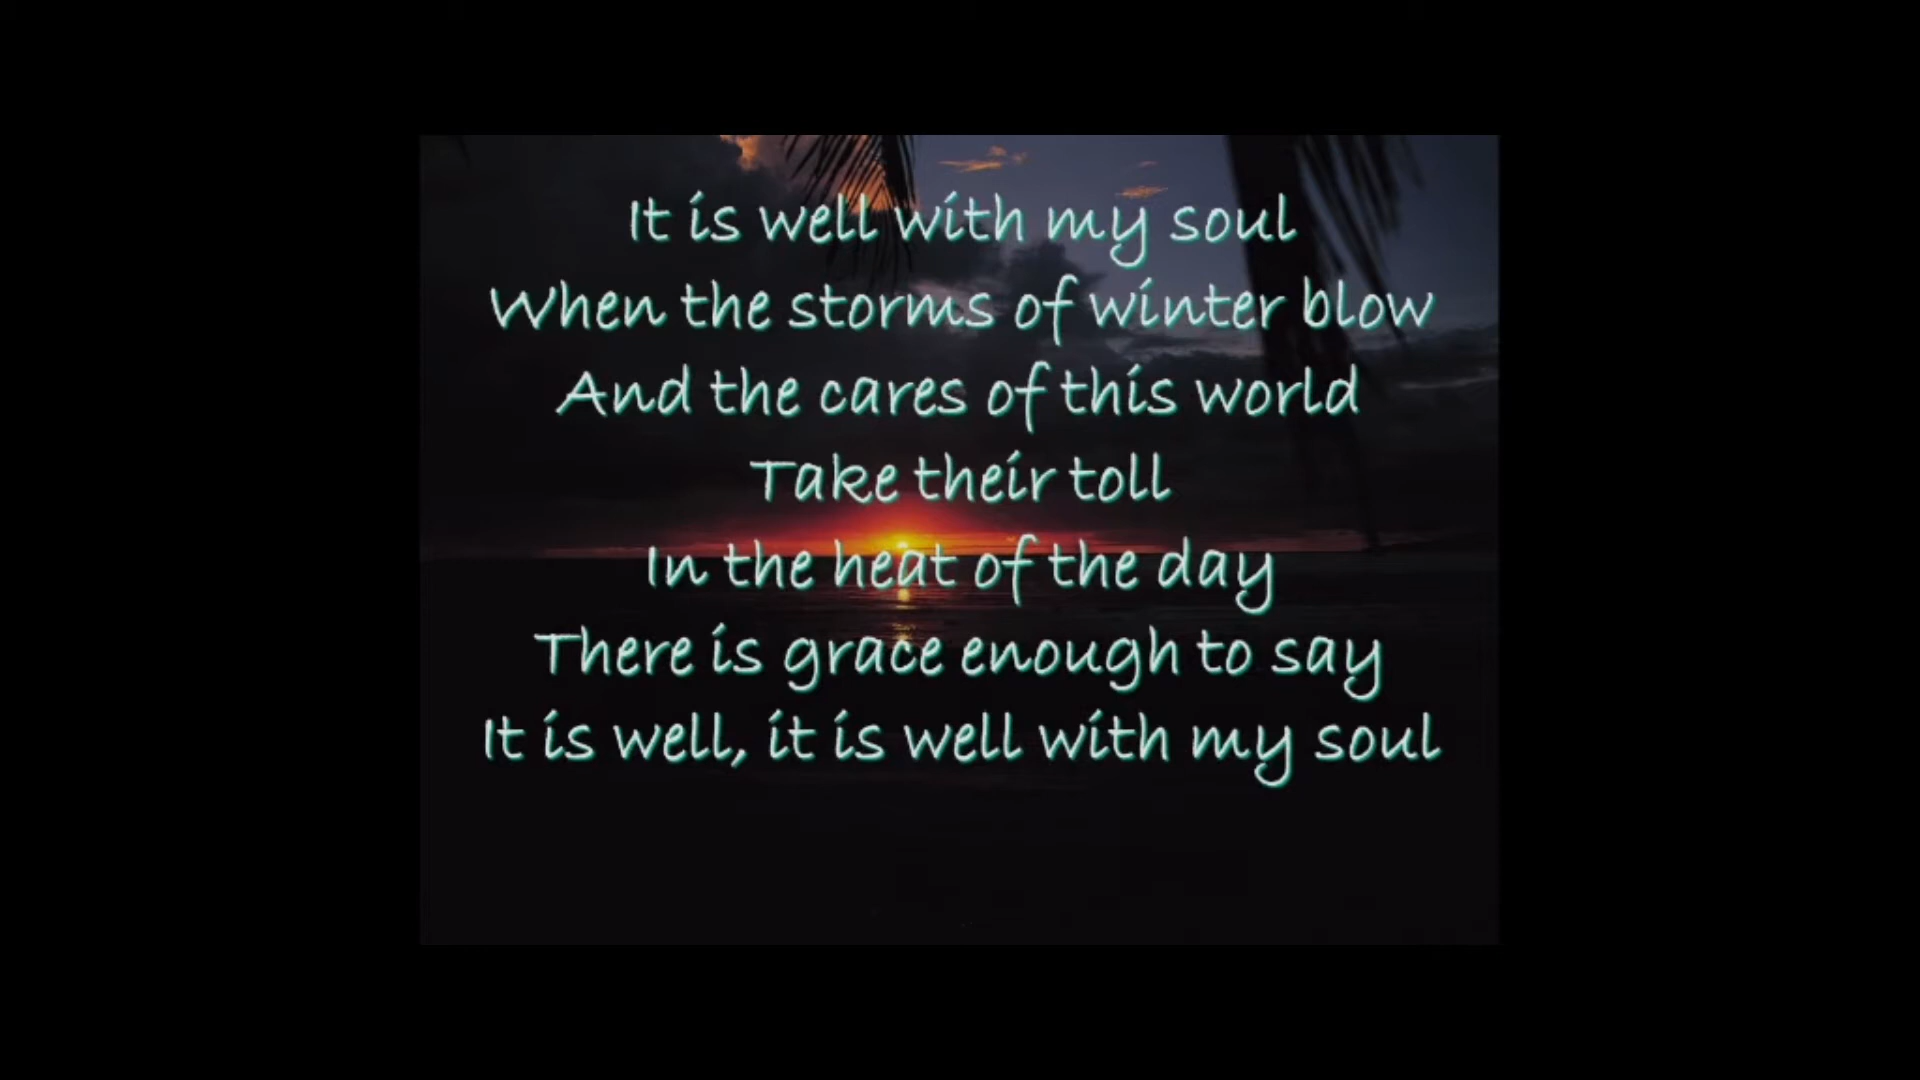 It is well with my soul
When the storms of winter blow
And the cares of this world
Take their toll
In the heat of the day
There is grace enough to say
It is well, it is well with my soul